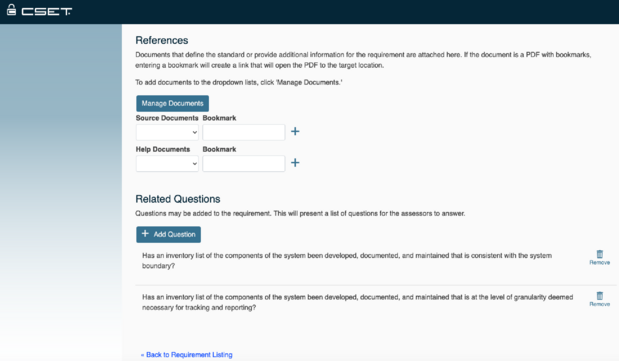 CSET
References
Documents that define the standard or provide additional information for the requirement are attached here. If the document is a PDF with bookmarks,
entering a bookmark will create a link that will open the PDF to the target location.
To add documents to the dropdown lists, click 'Manage Documents.'
Manage Documents
Source Documents Bookmark
Help Documents Bookmark
Related Questions
Questions may be added to the requirement. This will present a list of questions for the assessors to answer.
+ Add Question
Has an inventory list of the components of the system been developed, documented, and maintained that is consistent with the system
boundary?
Remove
Has an inventory list of the components of the system been developed, documented, and maintained that is at the level of granularity deemed
necessary for tracking and reporting?
Remove
« Back to Requirement Listing